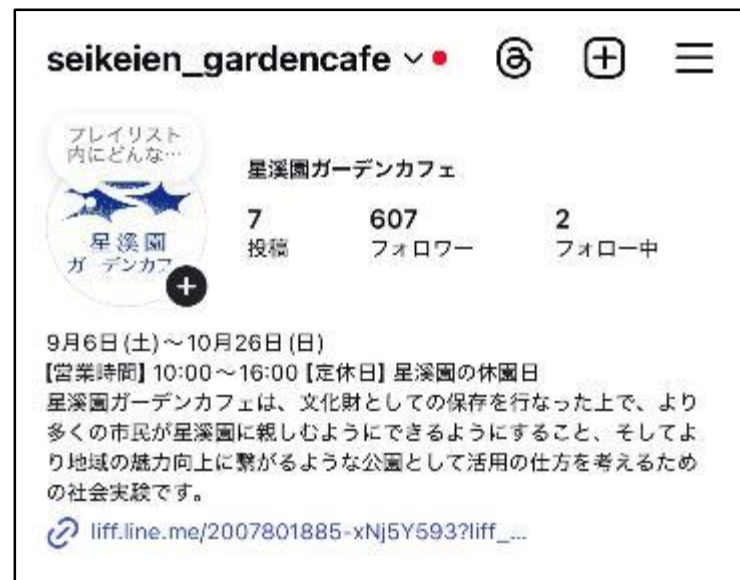 seikeien_gardencafe
プレイリスト
内にどんな…
星溪園
ガーデンカフェ
星溪園ガーデンカフェ
7
投稿
607
フォロワー
2
フォロー中
9月6日(土)～10月26日(日)
【営業時間】10:00～16:00【定休日】星溪園の休園日
星溪園ガーデンカフェは、文化財としての保存を行なった上で、より
多くの市民が星溪園に親しむようにできるようにすること、そしてよ
り地域の魅力向上に繋がるような公園として活用の仕方を考えるため
の社会実験です。
liff.line.me/2007801885-xNj5Y593?liff_...